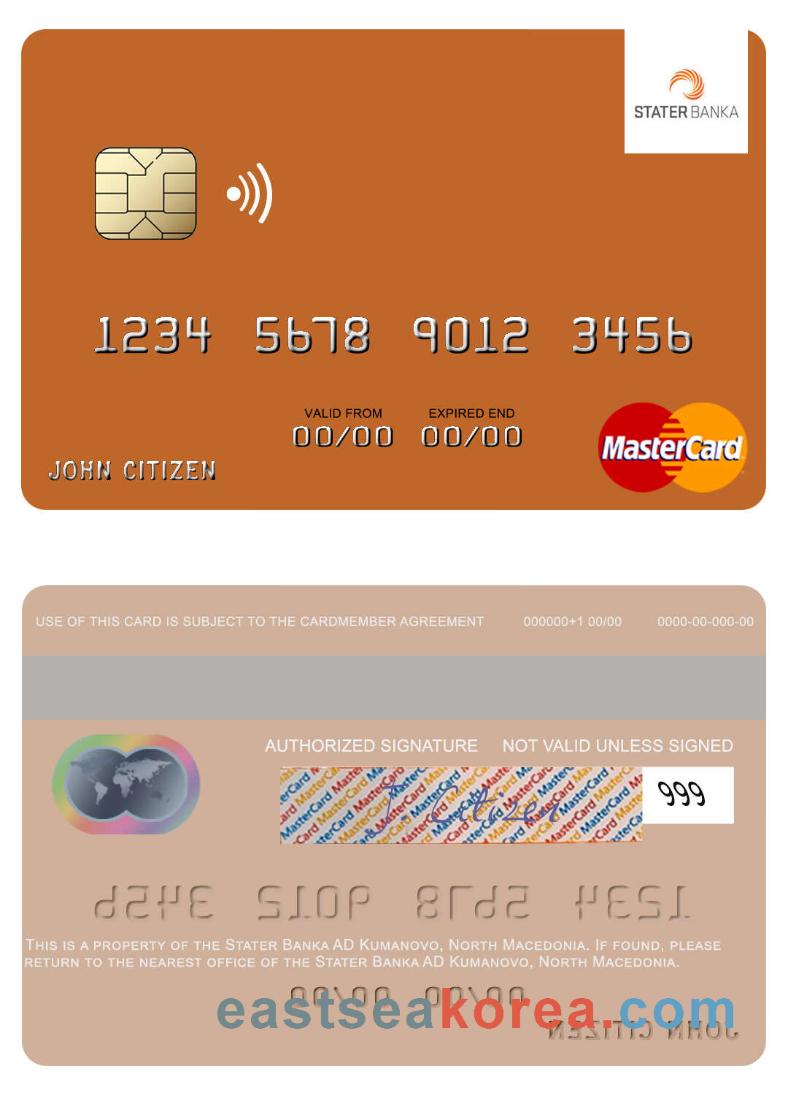 STATER BANKA
1234 5678 9012 3456
VALID FROM EXPIRED END
00/00 00/00
MasterCard
JOHN CITIZEN
USE OF THIS CARD IS SUBJECT TO THE CARDMEMBER AGREEMENT 000000+1 00/00 0000-00-000-00
AUTHORIZED SIGNATURE NOT VALID UNLESS SIGNED
MasterCard MasterCard MasterCard
J. Citizen
999
1234 5678 9012 3456
THIS IS A PROPERTY OF THE STATER BANKA AD KUMANOVO, NORTH MACEDONIA. IF FOUND, PLEASE
RETURN TO THE NEAREST OFFICE OF THE STATER BANKA AD KUMANOVO, NORTH MACEDONIA.
00/00 00/00
eastseakorea.com
JOHN CITIZEN